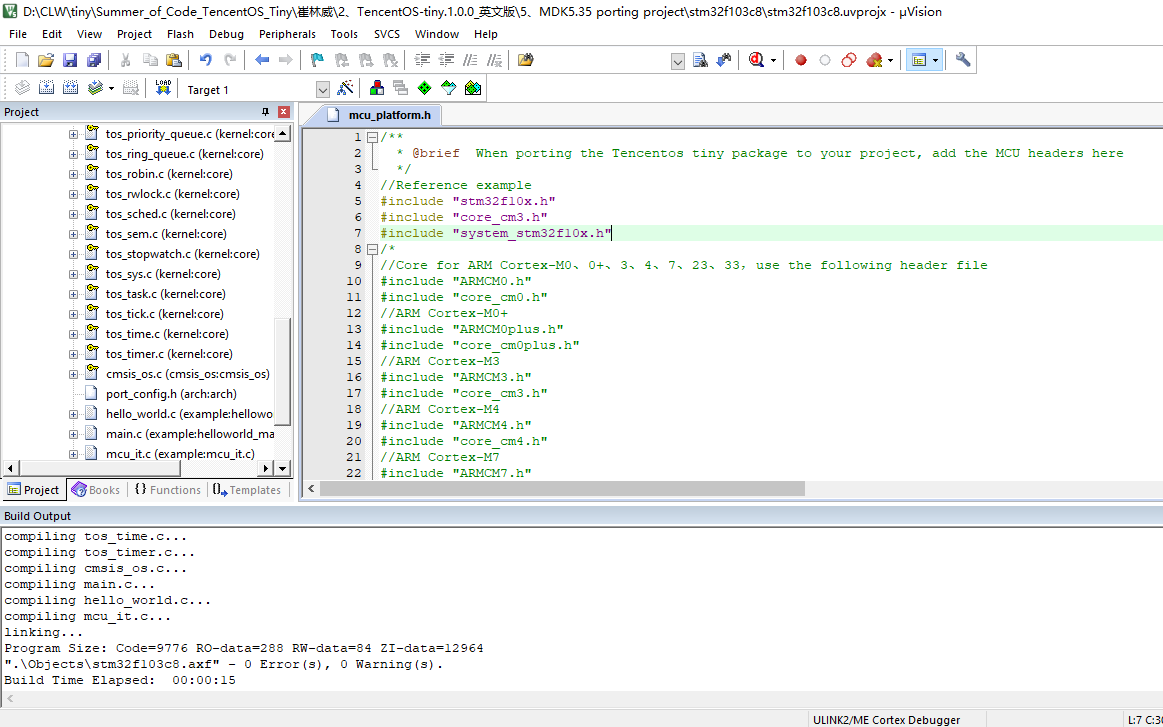 D:\CLW\tiny\Summer_of_Code_TencentOS_Tiny\崔林威\2、TencentOS-tiny.1.0.0_英文版\5、MDK5.35 porting project\stm32f103c8\stm32f103c8.uvprojx - µVision
File Edit View Project Flash Debug Peripherals Tools SVCS Window Help
LOAD Target 1
Project
mcu_platform.h
tos_priority_queue.c (kernel:core
tos_ring_queue.c (kernel:core)
tos_robin.c (kernel:core)
tos_rwlock.c (kernel:core)
tos_sched.c (kernel:core)
tos_sem.c (kernel:core)
tos_stopwatch.c (kernel:core)
tos_sys.c (kernel:core)
tos_task.c (kernel:core)
tos_tick.c (kernel:core)
tos_time.c (kernel:core)
tos_timer.c (kernel:core)
cmsis_os.c (cmsis_os:cmsis_os)
port_config.h (arch:arch)
hello_world.c (example:hellowo
main.c (example:helloworld_ma
mcu_it.c (example:mcu_it.c)
Project Books {} Functions Templates
1 /**
2 * @brief When porting the Tencentos tiny package to your project, add the MCU headers here
3 */
4 //Reference example
5 #include "stm32f10x.h"
6 #include "core_cm3.h"
7 #include "system_stm32f10x.h"
8 /*
9 //Core for ARM Cortex-M0、0+、3、4、7、23、33, use the following header file
10 #include "ARMCM0.h"
11 #include "core_cm0.h"
12 //ARM Cortex-M0+
13 #include "ARMCM0plus.h"
14 #include "core_cm0plus.h"
15 //ARM Cortex-M3
16 #include "ARMCM3.h"
17 #include "core_cm3.h"
18 //ARM Cortex-M4
19 #include "ARMCM4.h"
20 #include "core_cm4.h"
21 //ARM Cortex-M7
22 #include "ARMCM7.h"
Build Output
compiling tos_time.c...
compiling tos_timer.c...
compiling cmsis_os.c...
compiling main.c...
compiling hello_world.c...
compiling mcu_it.c...
linking...
Program Size: Code=9776 RO-data=288 RW-data=84 ZI-data=12964
".\Objects\stm32f103c8.axf" - 0 Error(s), 0 Warning(s).
Build Time Elapsed: 00:00:15
ULINK2/ME Cortex Debugger
L:7 C:30